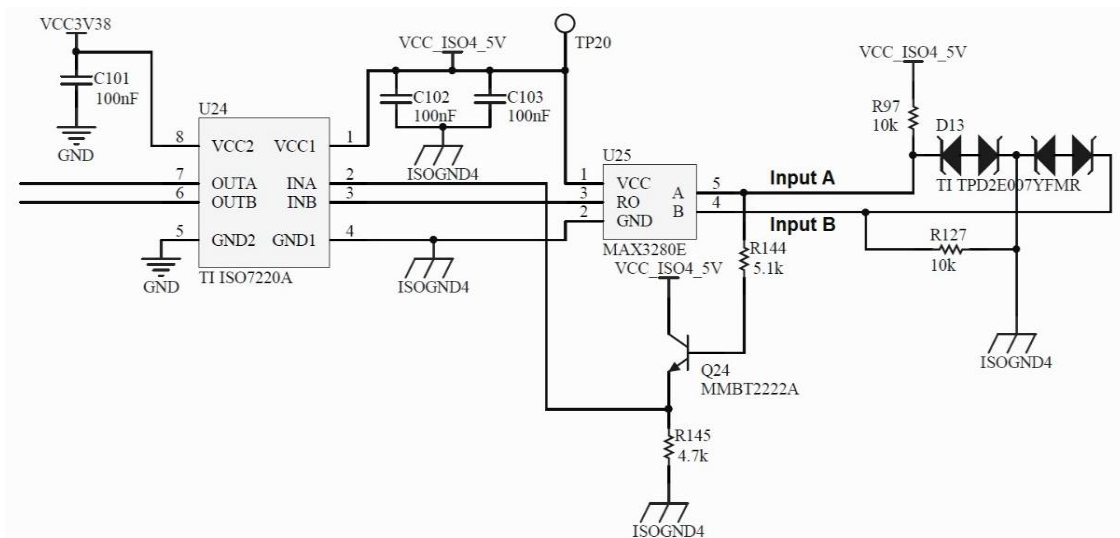 VCC3V38
C101
100nF
GND
U24
8
VCC2
VCC1
1
7
OUTA
INA
2
6
OUTB
INB
3
5
GND2
GND1
4
GND
TI ISO7220A
VCC_ISO4_5V
C102
100nF
C103
100nF
ISOGND4
TP20
ISOGND4
U25
1
VCC
3
RO
2
GND
A
5
B
4
MAX3280E
Input A
Input B
VCC_ISO4_5V
R97
10k
D13
TI TPD2E007YFMR
R127
10k
ISOGND4
R144
5.1k
VCC_ISO4_5V
Q24
MMBT2222A
R145
4.7k
ISOGND4